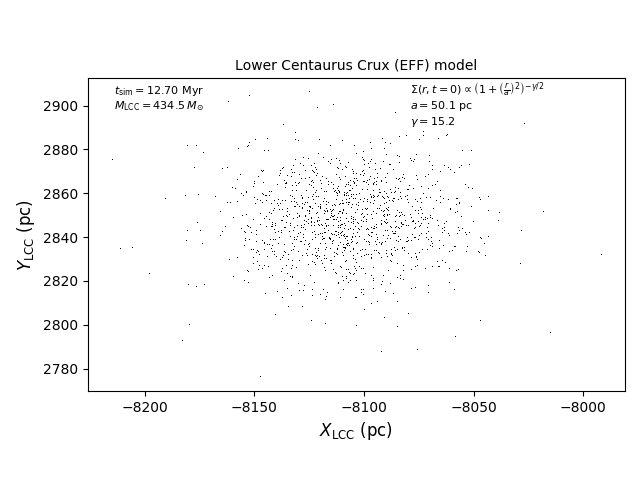 Lower Centaurus Crux (EFF) model
t_sim = 12.70 Myr
M_LCC = 434.5 M_⊙
Σ(r, t = 0) ∝ (1 + (r/a)^2)^−γ/2
a = 50.1 pc
γ = 15.2
2900
2880
2860
2840
2820
2800
2780
Y_LCC (pc)
−8200 −8150 −8100 −8050 −8000
X_LCC (pc)